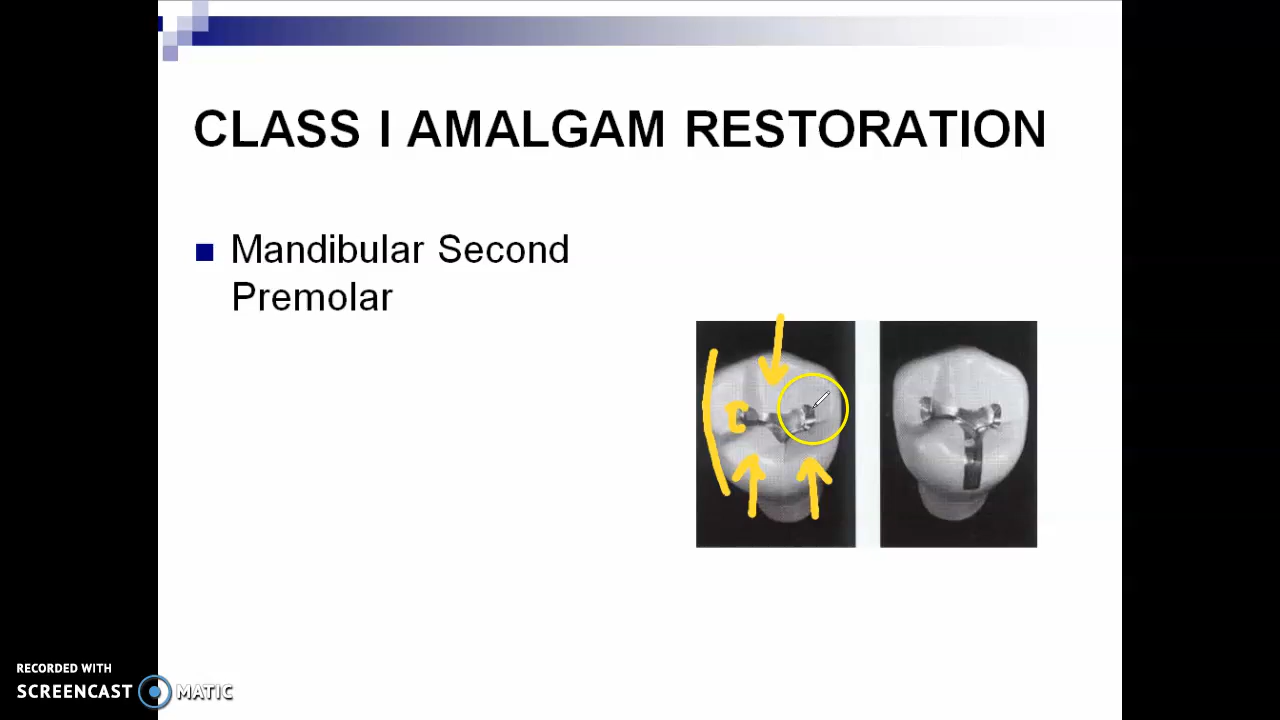 CLASS I AMALGAM RESTORATION
Mandibular Second
Premolar
RECORDED WITH
SCREENCAST MATIC